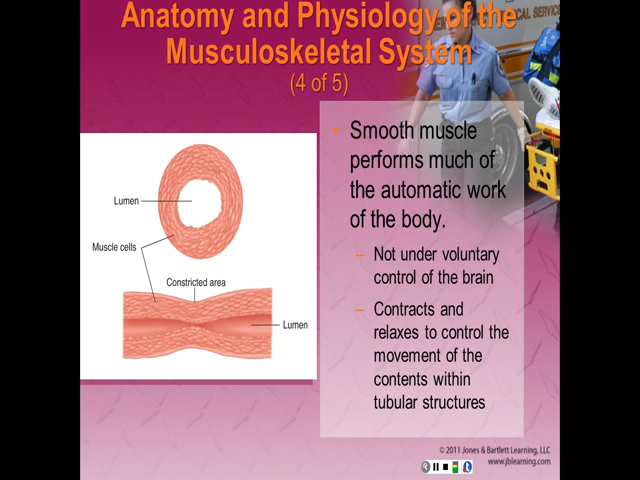 Anatomy and Physiology of the
Musculoskeletal System
(4 of 5)
• Smooth muscle
performs much of
the automatic work
of the body.
– Not under voluntary
control of the brain
– Contracts and
relaxes to control the
movement of the
contents within
tubular structures
Lumen
Muscle cells
Constricted area
Lumen
© 2011 Jones & Bartlett Learning, LLC
www.jblearning.com